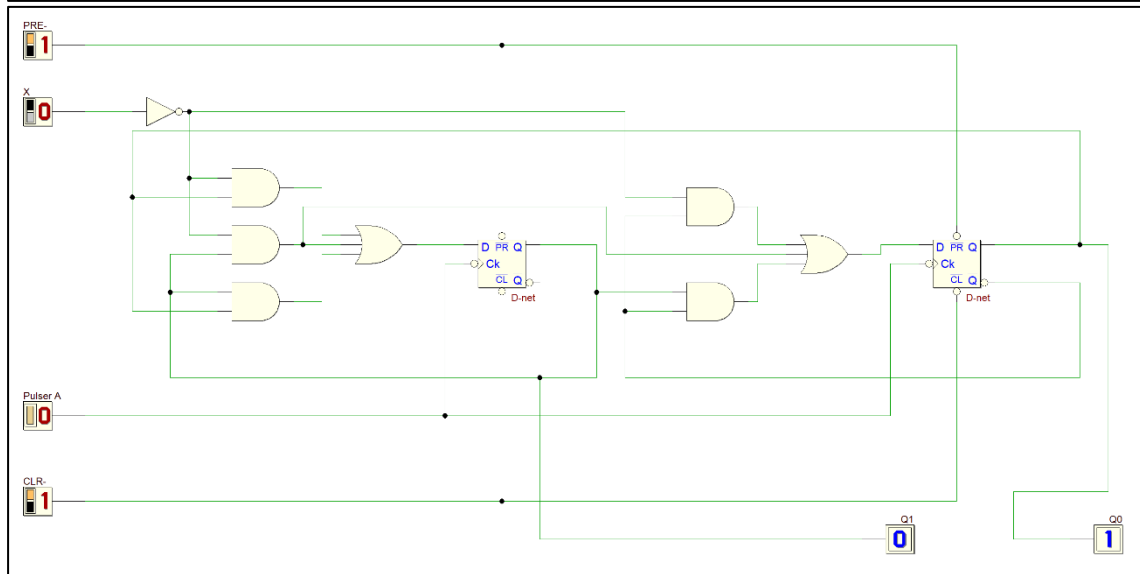 PRE-
1
X
0
D PR Q
Ck
CL Q
D-net
D PR Q
Ck
CL Q
D-net
Pulser A
0
CLR-
1
Q1
0
Q0
1